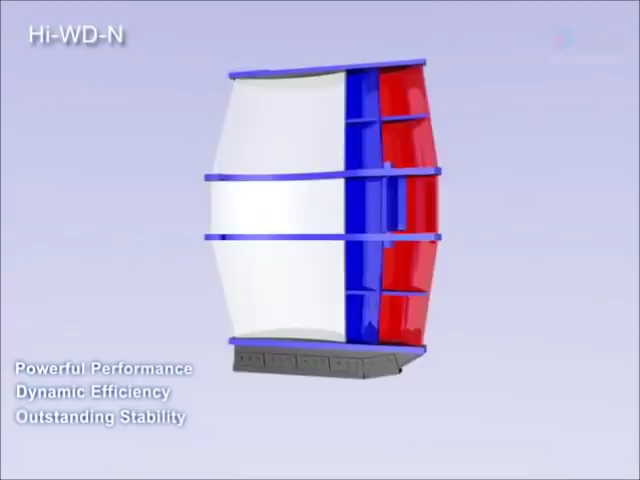 Hi-WD-N
Powerful Performance
Dynamic Efficiency
Outstanding Stability